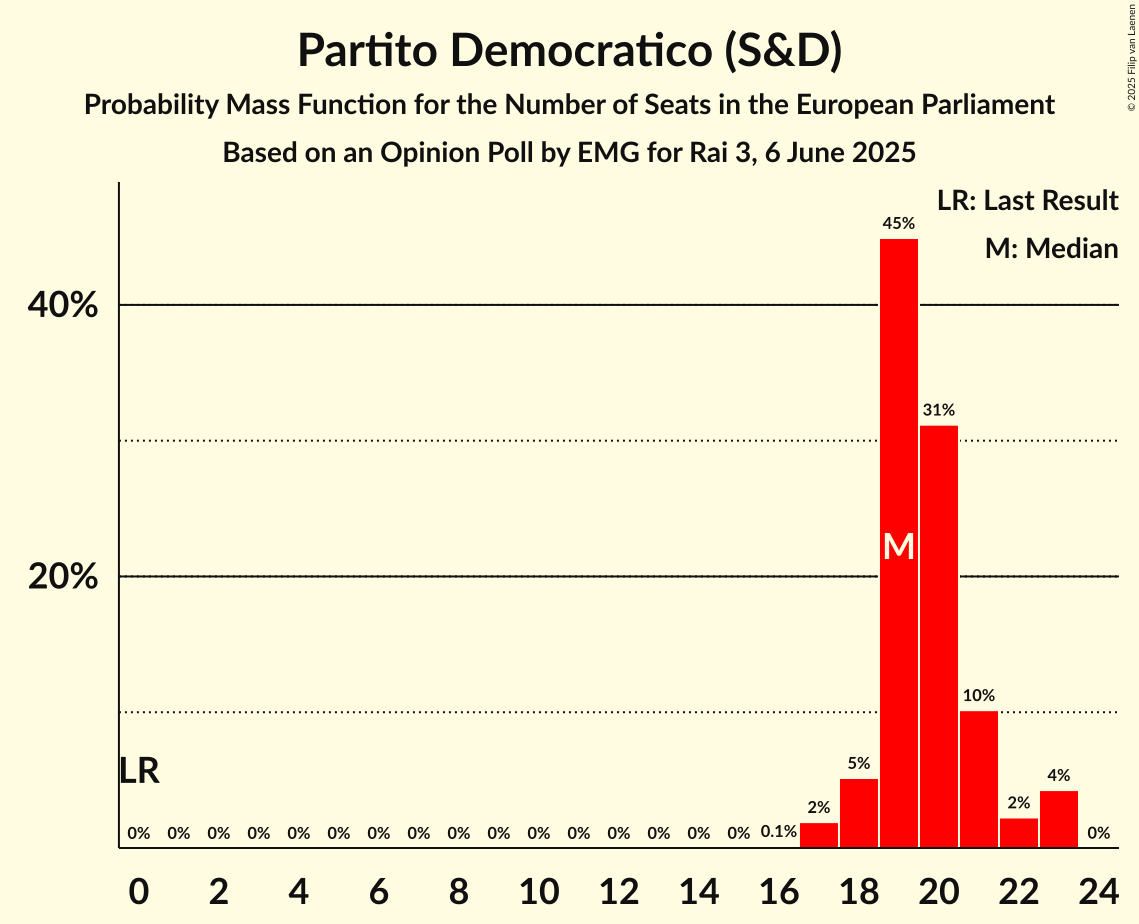 Partito Democratico (S&D)
Probability Mass Function for the Number of Seats in the European Parliament
Based on an Opinion Poll by EMG for Rai 3, 6 June 2025
© 2025 Filip van Laenen
LR: Last Result
M: Median
45%
40%
31%
M
20%
10%
LR
5%
4%
2%
2%
0% 0% 0% 0% 0% 0% 0% 0% 0% 0% 0% 0% 0% 0% 0% 0% 0.1% 0%
0 2 4 6 8 10 12 14 16 18 20 22 24